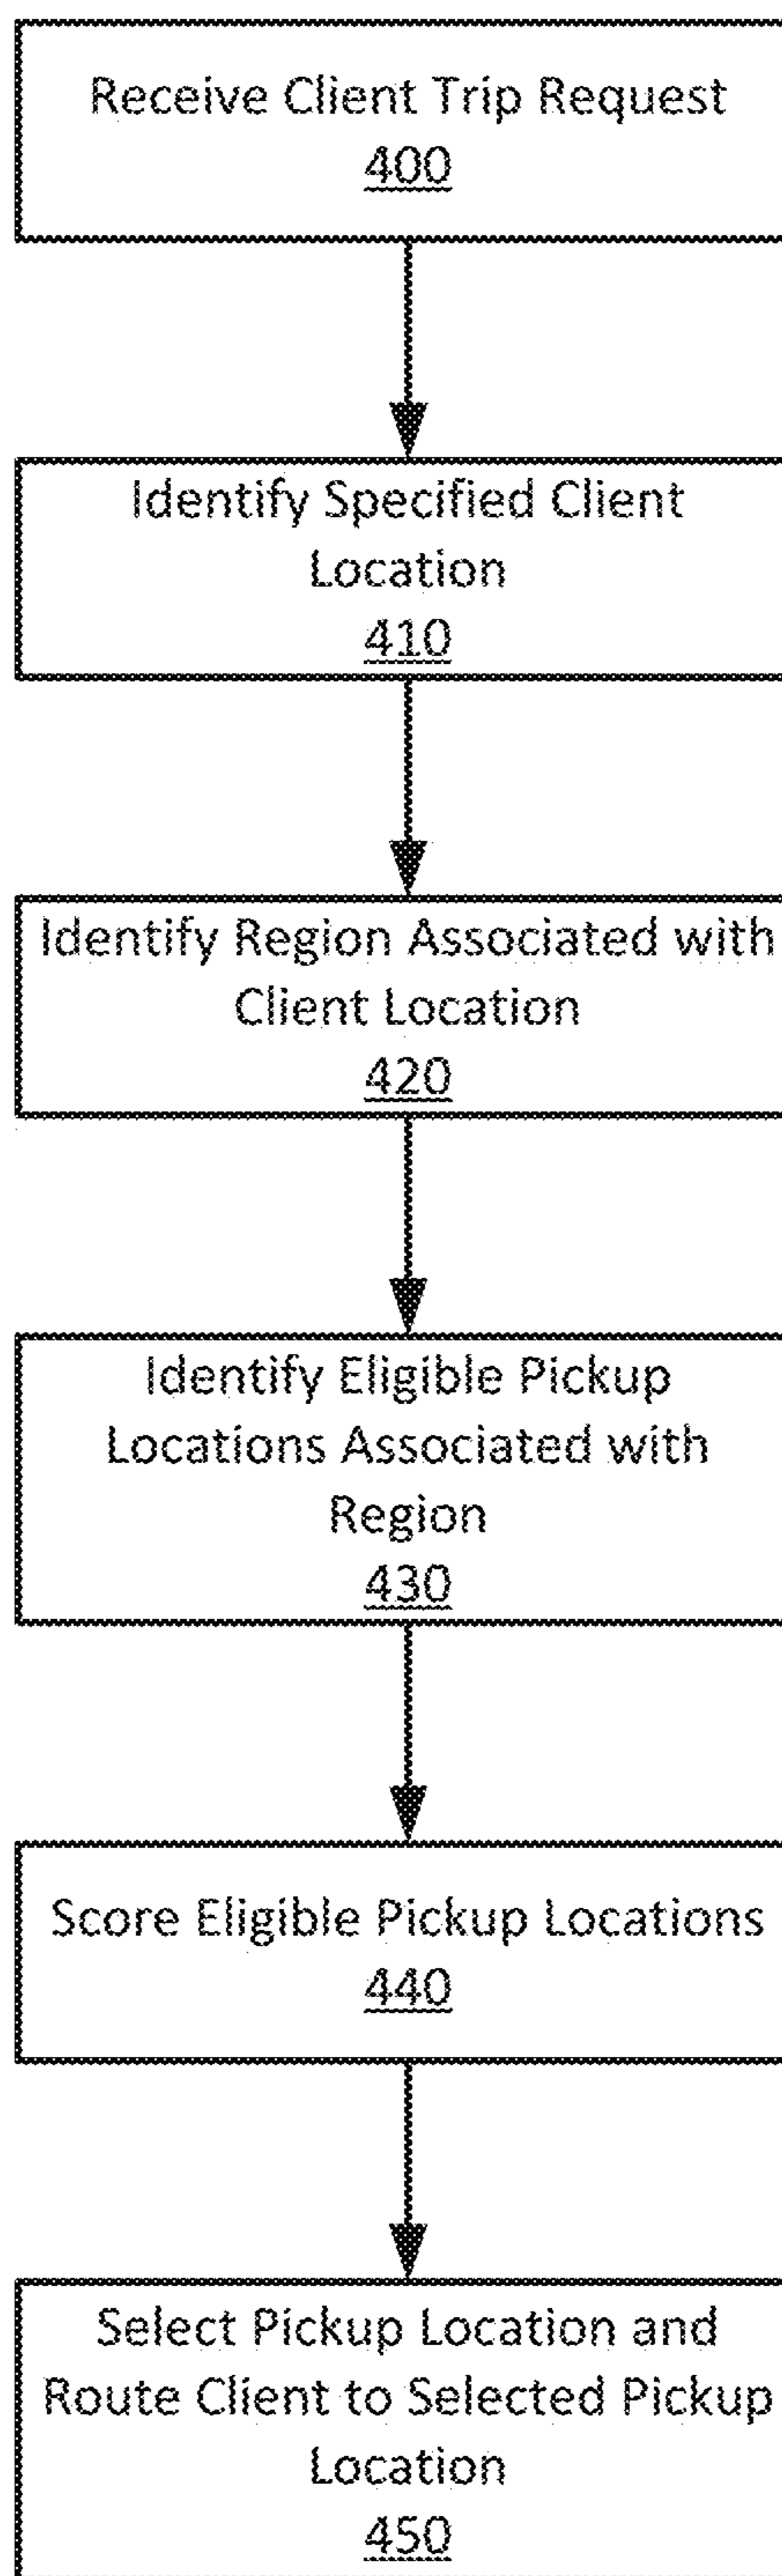 Receive Client Trip Request
400
Identify Specified Client
Location
410
Identify Region Associated with
Client Location
420
Identify Eligible Pickup
Locations Associated with
Region
430
Score Eligible Pickup Locations
440
Select Pickup Location and
Route Client to Selected Pickup
Location
450